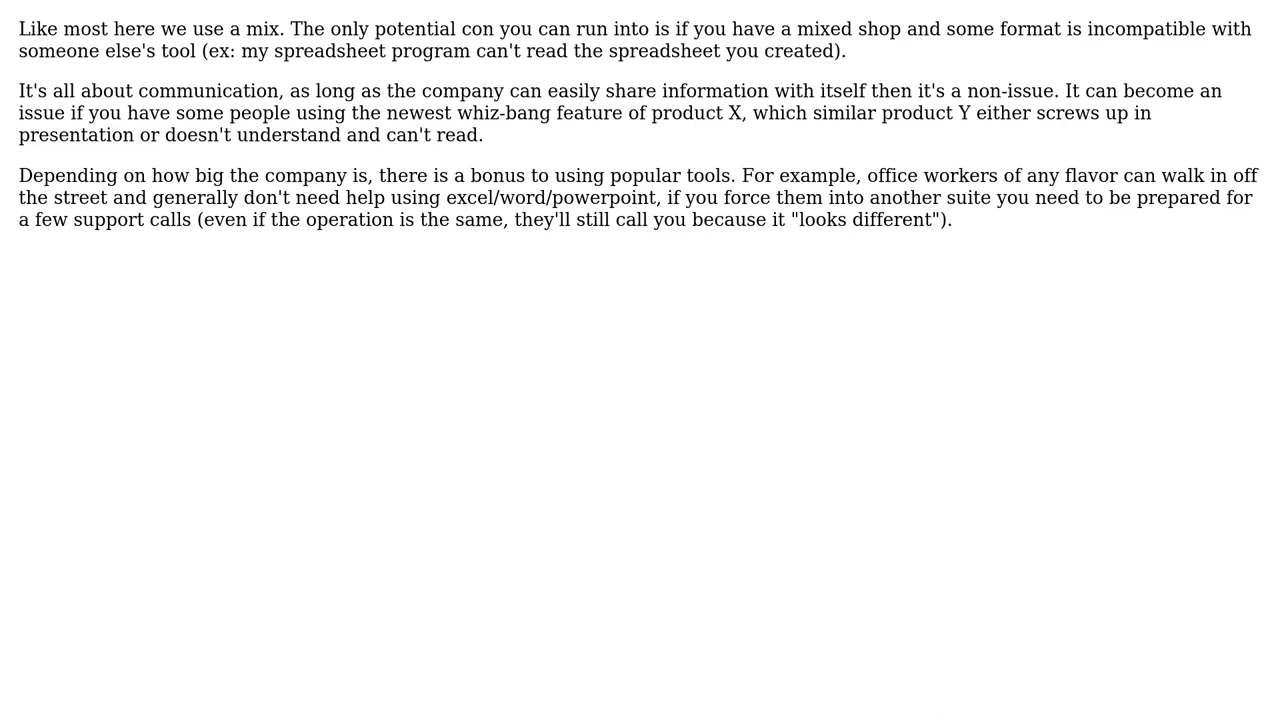 Like most here we use a mix. The only potential con you can run into is if you have a mixed shop and some format is incompatible with
someone else's tool (ex: my spreadsheet program can't read the spreadsheet you created).
It's all about communication, as long as the company can easily share information with itself then it's a non-issue. It can become an
issue if you have some people using the newest whiz-bang feature of product X, which similar product Y either screws up in
presentation or doesn't understand and can't read.
Depending on how big the company is, there is a bonus to using popular tools. For example, office workers of any flavor can walk in off
the street and generally don't need help using excel/word/powerpoint, if you force them into another suite you need to be prepared for
a few support calls (even if the operation is the same, they'll still call you because it "looks different").